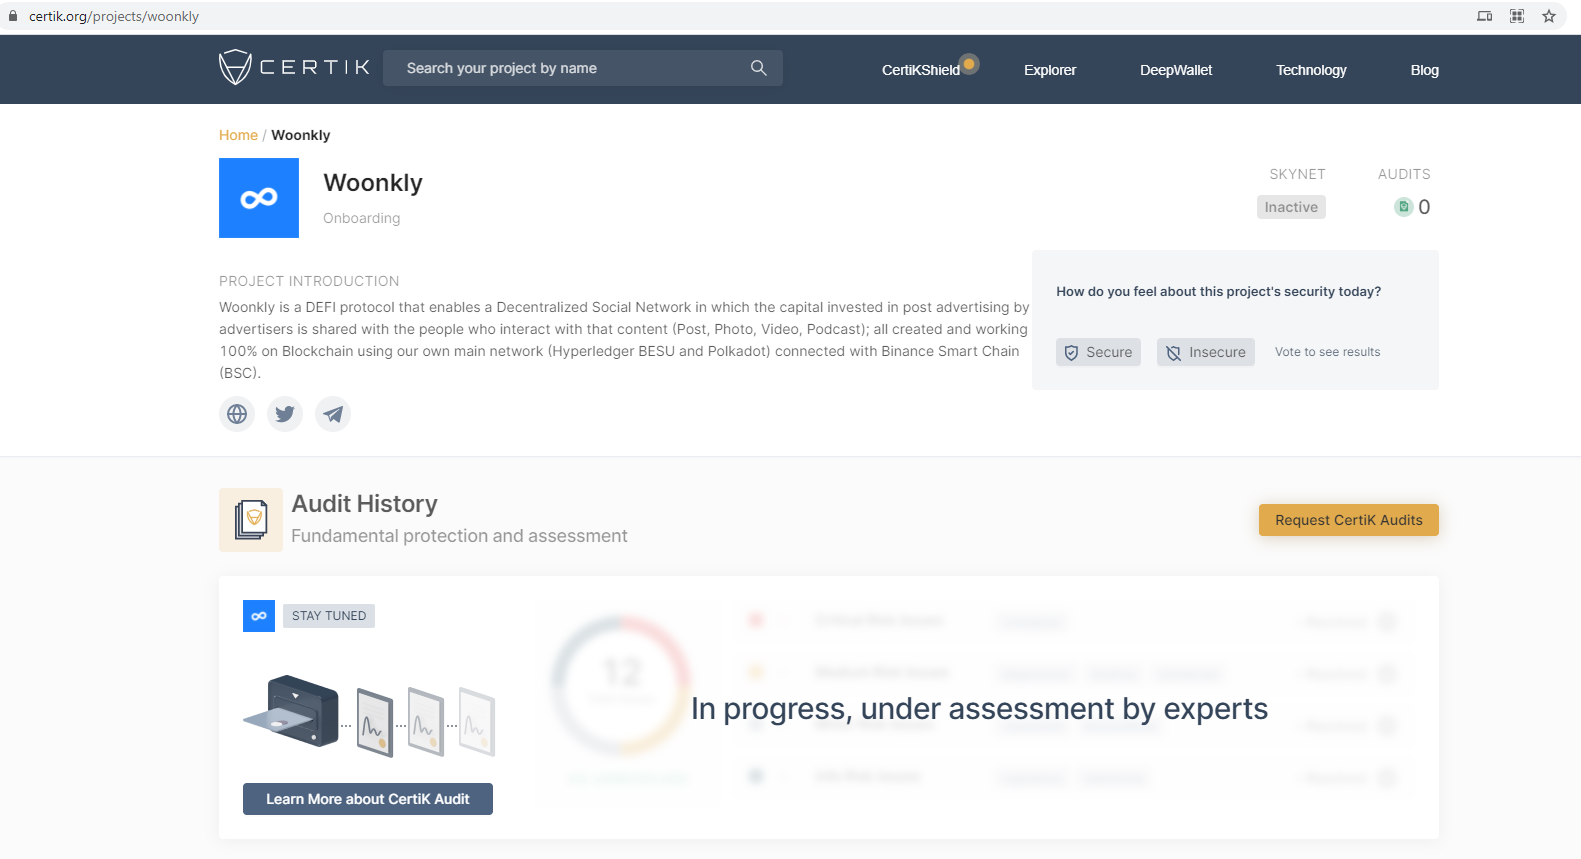 certik.org/projects/woonkly
CERTIK
Search your project by name
CertiKShield
Explorer
DeepWallet
Technology
Blog
Home / Woonkly
Woonkly
Onboarding
SKYNET
Inactive
AUDITS
0
PROJECT INTRODUCTION
Woonkly is a DEFI protocol that enables a Decentralized Social Network in which the capital invested in post advertising by
advertisers is shared with the people who interact with that content (Post, Photo, Video, Podcast); all created and working
100% on Blockchain using our own main network (Hyperledger BESU and Polkadot) connected with Binance Smart Chain
(BSC).
How do you feel about this project's security today?
Secure
Insecure
Vote to see results
Audit History
Fundamental protection and assessment
Request CertiK Audits
STAY TUNED
12
In progress, under assessment by experts
Learn More about CertiK Audit